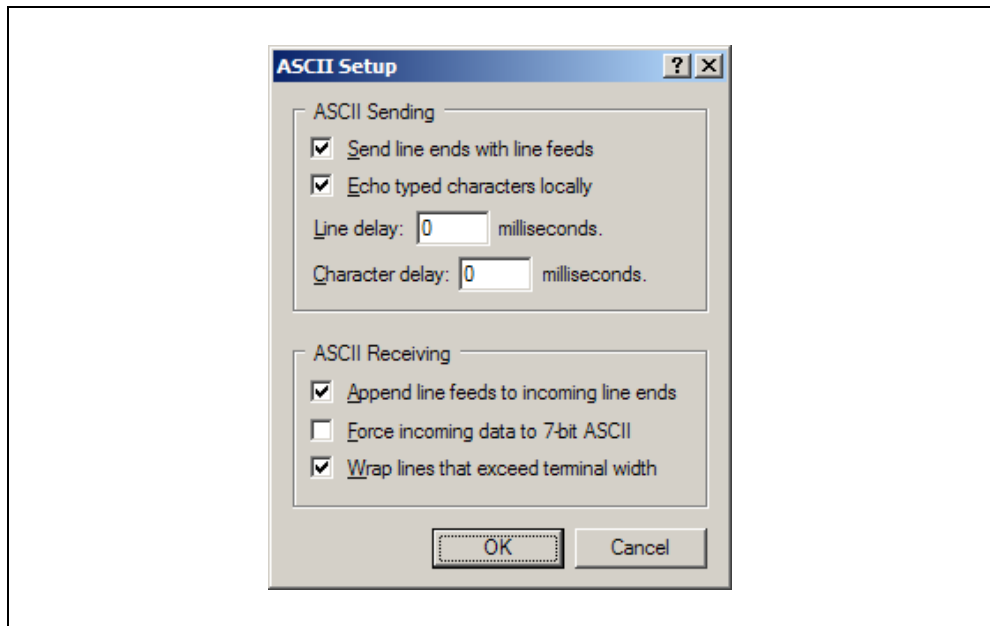 ASCII Setup
ASCII Sending
Send line ends with line feeds
Echo typed characters locally
Line delay: 0 milliseconds.
Character delay: 0 milliseconds.
ASCII Receiving
Append line feeds to incoming line ends
Force incoming data to 7-bit ASCII
Wrap lines that exceed terminal width
OK Cancel